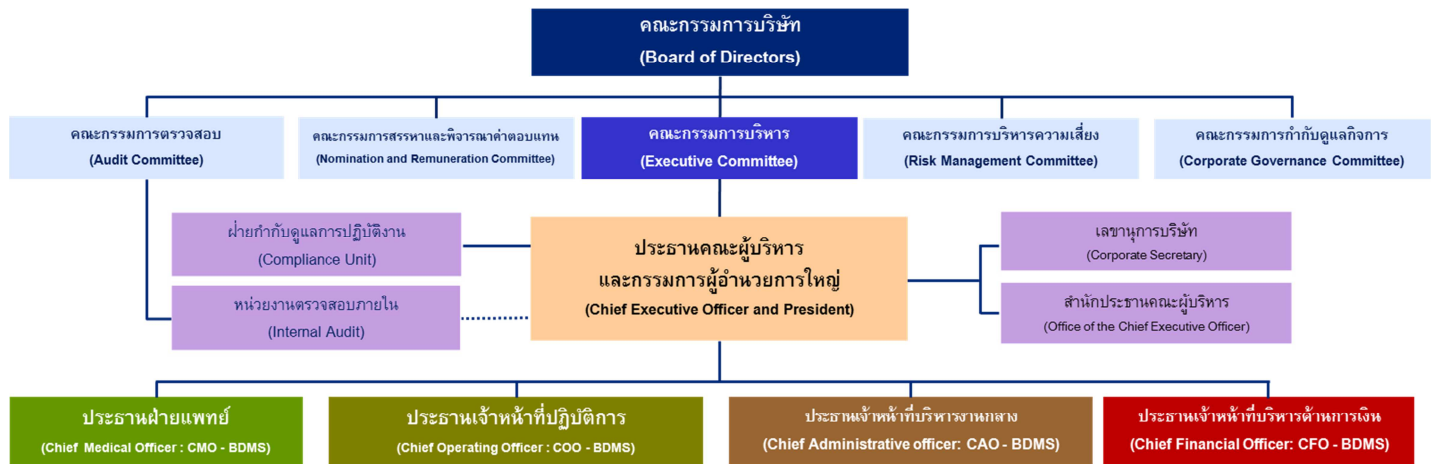 คณะกรรมการบริษัท
(Board of Directors)
คณะกรรมการตรวจสอบ
(Audit Committee)
คณะกรรมการสรรหาและพิจารณาค่าตอบแทน
(Nomination and Remuneration Committee)
คณะกรรมการบริหาร
(Executive Committee)
คณะกรรมการบริหารความเสี่ยง
(Risk Management Committee)
คณะกรรมการกำกับดูแลกิจการ
(Corporate Governance Committee)
ฝ่ายกำกับดูแลการปฏิบัติงาน
(Compliance Unit)
หน่วยงานตรวจสอบภายใน
(Internal Audit)
ประธานคณะผู้บริหาร
และกรรมการผู้อำนวยการใหญ่
(Chief Executive Officer and President)
เลขานุการบริษัท
(Corporate Secretary)
สำนักประธานคณะผู้บริหาร
(Office of the Chief Executive Officer)
ประธานฝ่ายแพทย์
(Chief Medical Officer : CMO - BDMS)
ประธานเจ้าหน้าที่ปฏิบัติการ
(Chief Operating Officer : COO - BDMS)
ประธานเจ้าหน้าที่บริหารงานกลาง
(Chief Administrative officer: CAO - BDMS)
ประธานเจ้าหน้าที่บริหารด้านการเงิน
(Chief Financial Officer: CFO - BDMS)